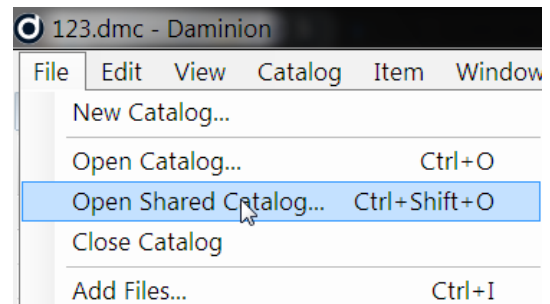 123.dmc - Daminion
File Edit View Catalog Item Window
New Catalog...
Open Catalog... Ctrl+O
Open Shared Catalog... Ctrl+Shift+O
Close Catalog
Add Files... Ctrl+I